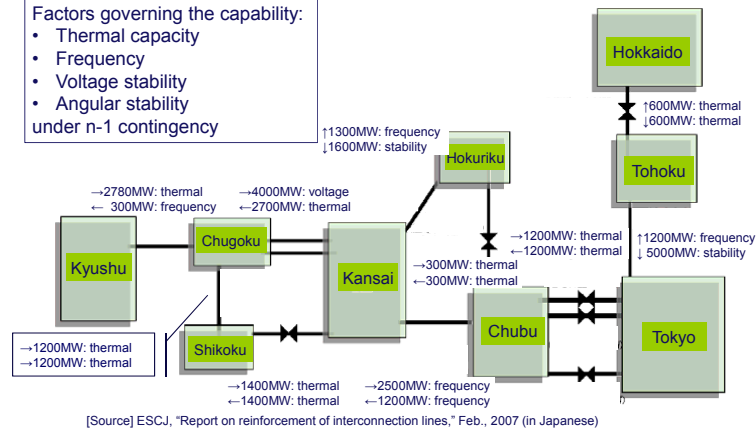 Factors governing the capability:
• Thermal capacity
• Frequency
• Voltage stability
• Angular stability
under n-1 contingency
Hokkaido
↑600MW: thermal
↓600MW: thermal
↑1300MW: frequency
↓1600MW: stability
Hokuriku
Tohoku
→2780MW: thermal
← 300MW: frequency
→4000MW: voltage
←2700MW: thermal
→1200MW: thermal
←1200MW: thermal
↑1200MW: frequency
↓ 5000MW: stability
Kyushu
Chugoku
Kansai
→300MW: thermal
←300MW: thermal
Chubu
Tokyo
→1200MW: thermal
→1200MW: thermal
Shikoku
→1400MW: thermal
←1400MW: thermal
→2500MW: frequency
←1200MW: frequency
[Source] ESCJ, “Report on reinforcement of interconnection lines,” Feb., 2007 (in Japanese)